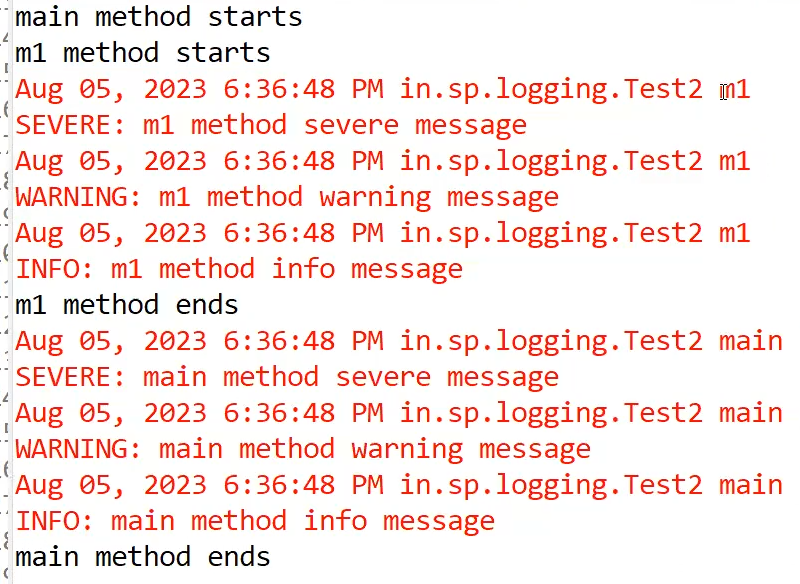 main method starts
m1 method starts
Aug 05, 2023 6:36:48 PM in.sp.logging.Test2 m1
SEVERE: m1 method severe message
Aug 05, 2023 6:36:48 PM in.sp.logging.Test2 m1
WARNING: m1 method warning message
Aug 05, 2023 6:36:48 PM in.sp.logging.Test2 m1
INFO: m1 method info message
m1 method ends
Aug 05, 2023 6:36:48 PM in.sp.logging.Test2 main
SEVERE: main method severe message
Aug 05, 2023 6:36:48 PM in.sp.logging.Test2 main
WARNING: main method warning message
Aug 05, 2023 6:36:48 PM in.sp.logging.Test2 main
INFO: main method info message
main method ends